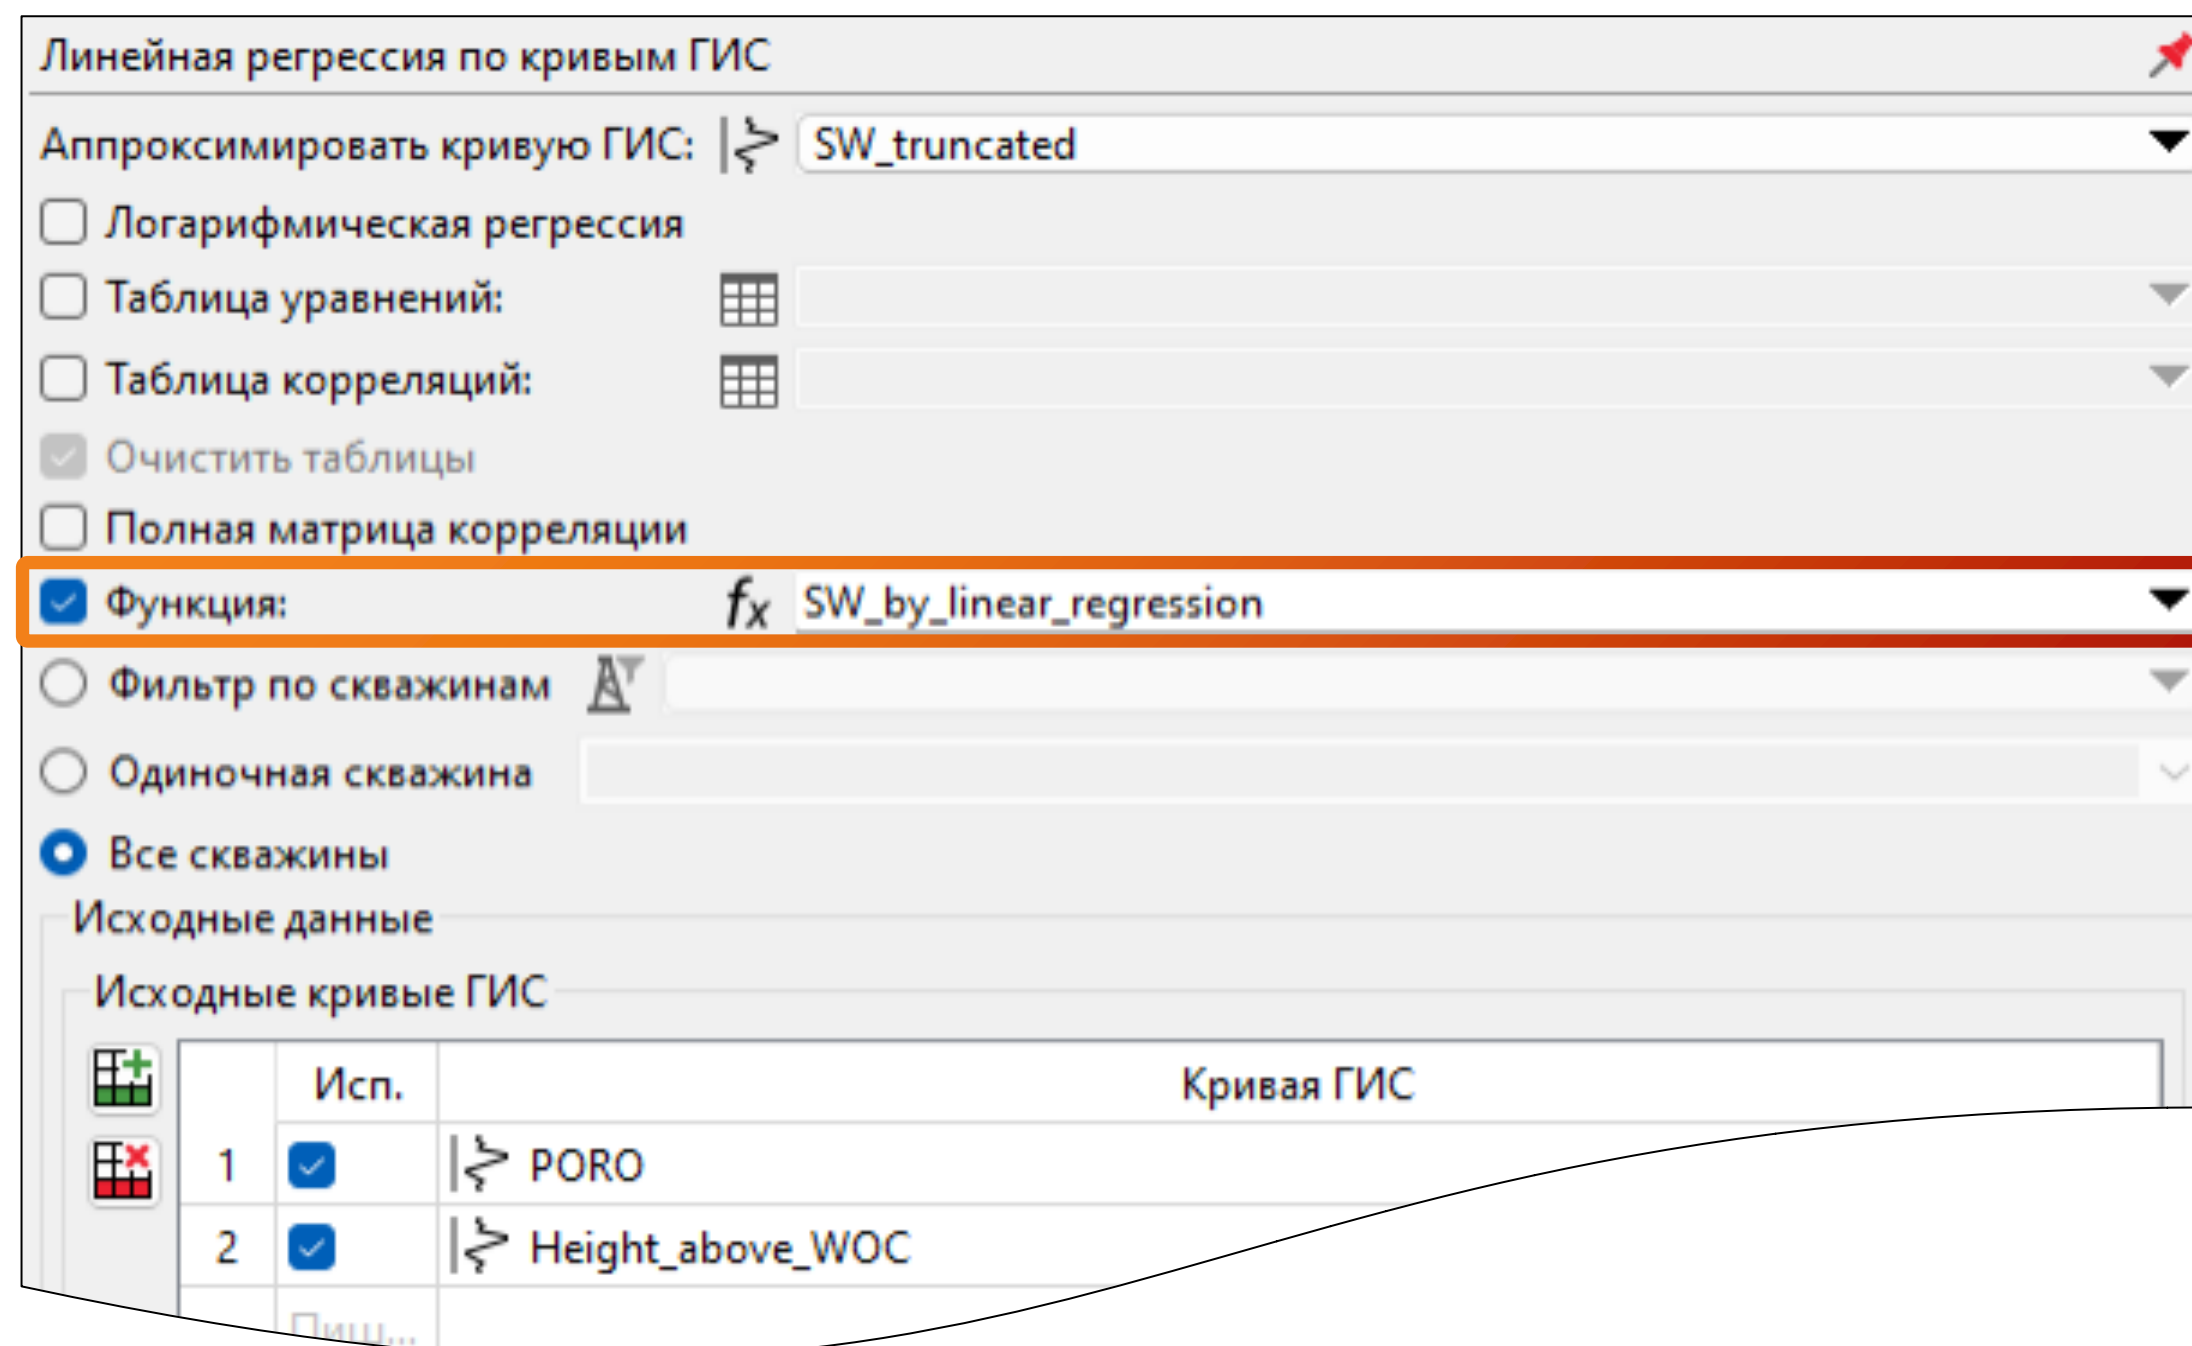 Линейная регрессия по кривым ГИС
Аппроксимировать кривую ГИС: SW_truncated
Логарифмическая регрессия
Таблица уравнений:
Таблица корреляций:
Очистить таблицы
Полная матрица корреляции
Функция: fx SW_by_linear_regression
Фильтр по скважинам
Одиночная скважина
Все скважины
Исходные данные
Исходные кривые ГИС
Исп. Кривая ГИС
1 PORO
2 Height_above_WOC